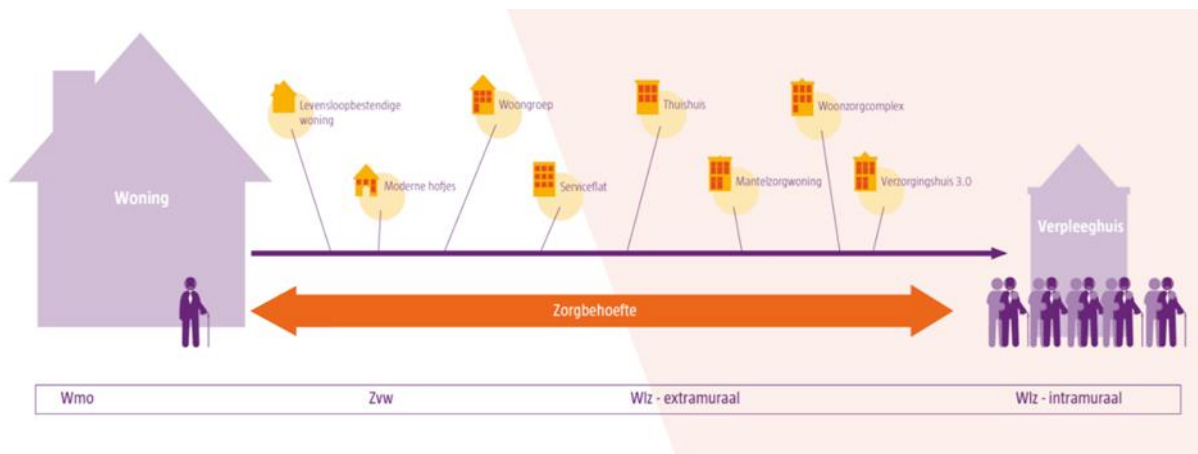 Levensloopbestendige
woning
Woongroep
Thuishuis
Woonzorgcomplex
Moderne hofjes
Serviceflat
Mantelzorgwoning
Verzorgingshuis 3.0
Woning
Verpleeghuis
Zorgbehoefte
Wmo
Zvw
Wlz - extramuraal
Wlz - intramuraal